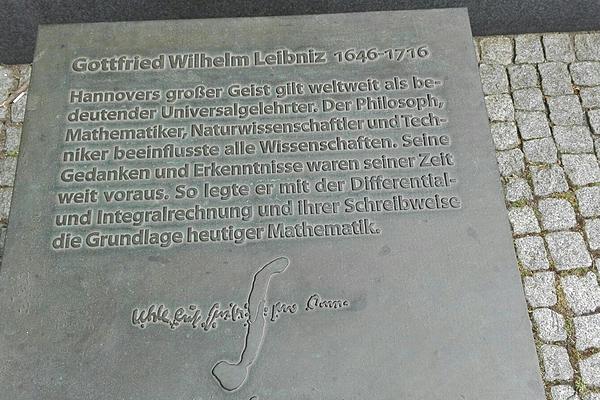 Gottfried Wilhelm Leibniz 1646-1716
Hannovers großer Geist gilt weltweit als be-
deutender Universalgelehrter. Der Philosoph,
Mathematiker, Naturwissenschaftler und Tech-
niker beeinflusste alle Wissenschaften. Seine
Gedanken und Erkenntnisse waren seiner Zeit
weit voraus. So legte er mit der Differential-
und Integralrechnung und ihrer Schreibweise
die Grundlage heutiger Mathematik.